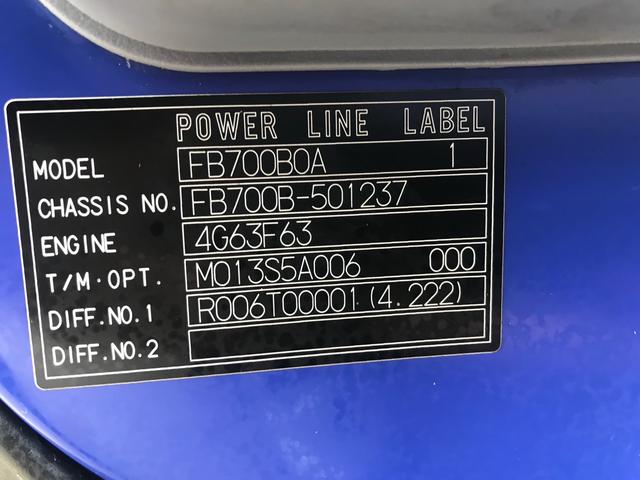 POWER LINE LABEL
MODEL FB700B0A 1
CHASSIS NO. FB700B-501237
ENGINE 4G63F63
T/M·OPT. M013S5A006 000
DIFF.NO.1 R006T00001(4.222)
DIFF.NO.2